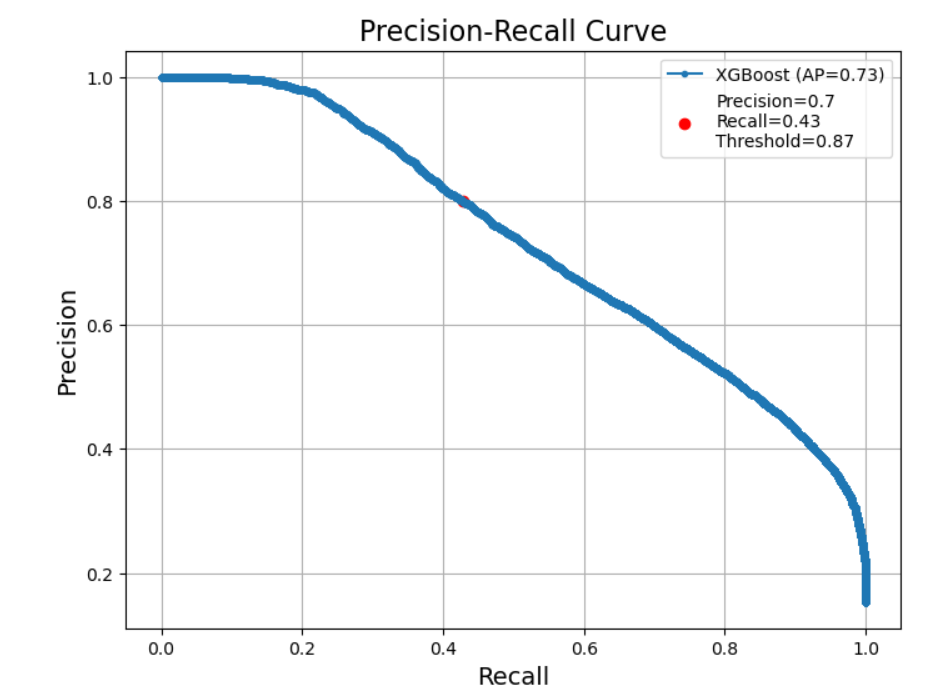 Precision-Recall Curve
XGBoost (AP=0.73)
Precision=0.7
Recall=0.43
Threshold=0.87
1.0
0.8
0.6
0.4
0.2
Precision
0.0 0.2 0.4 0.6 0.8 1.0
Recall